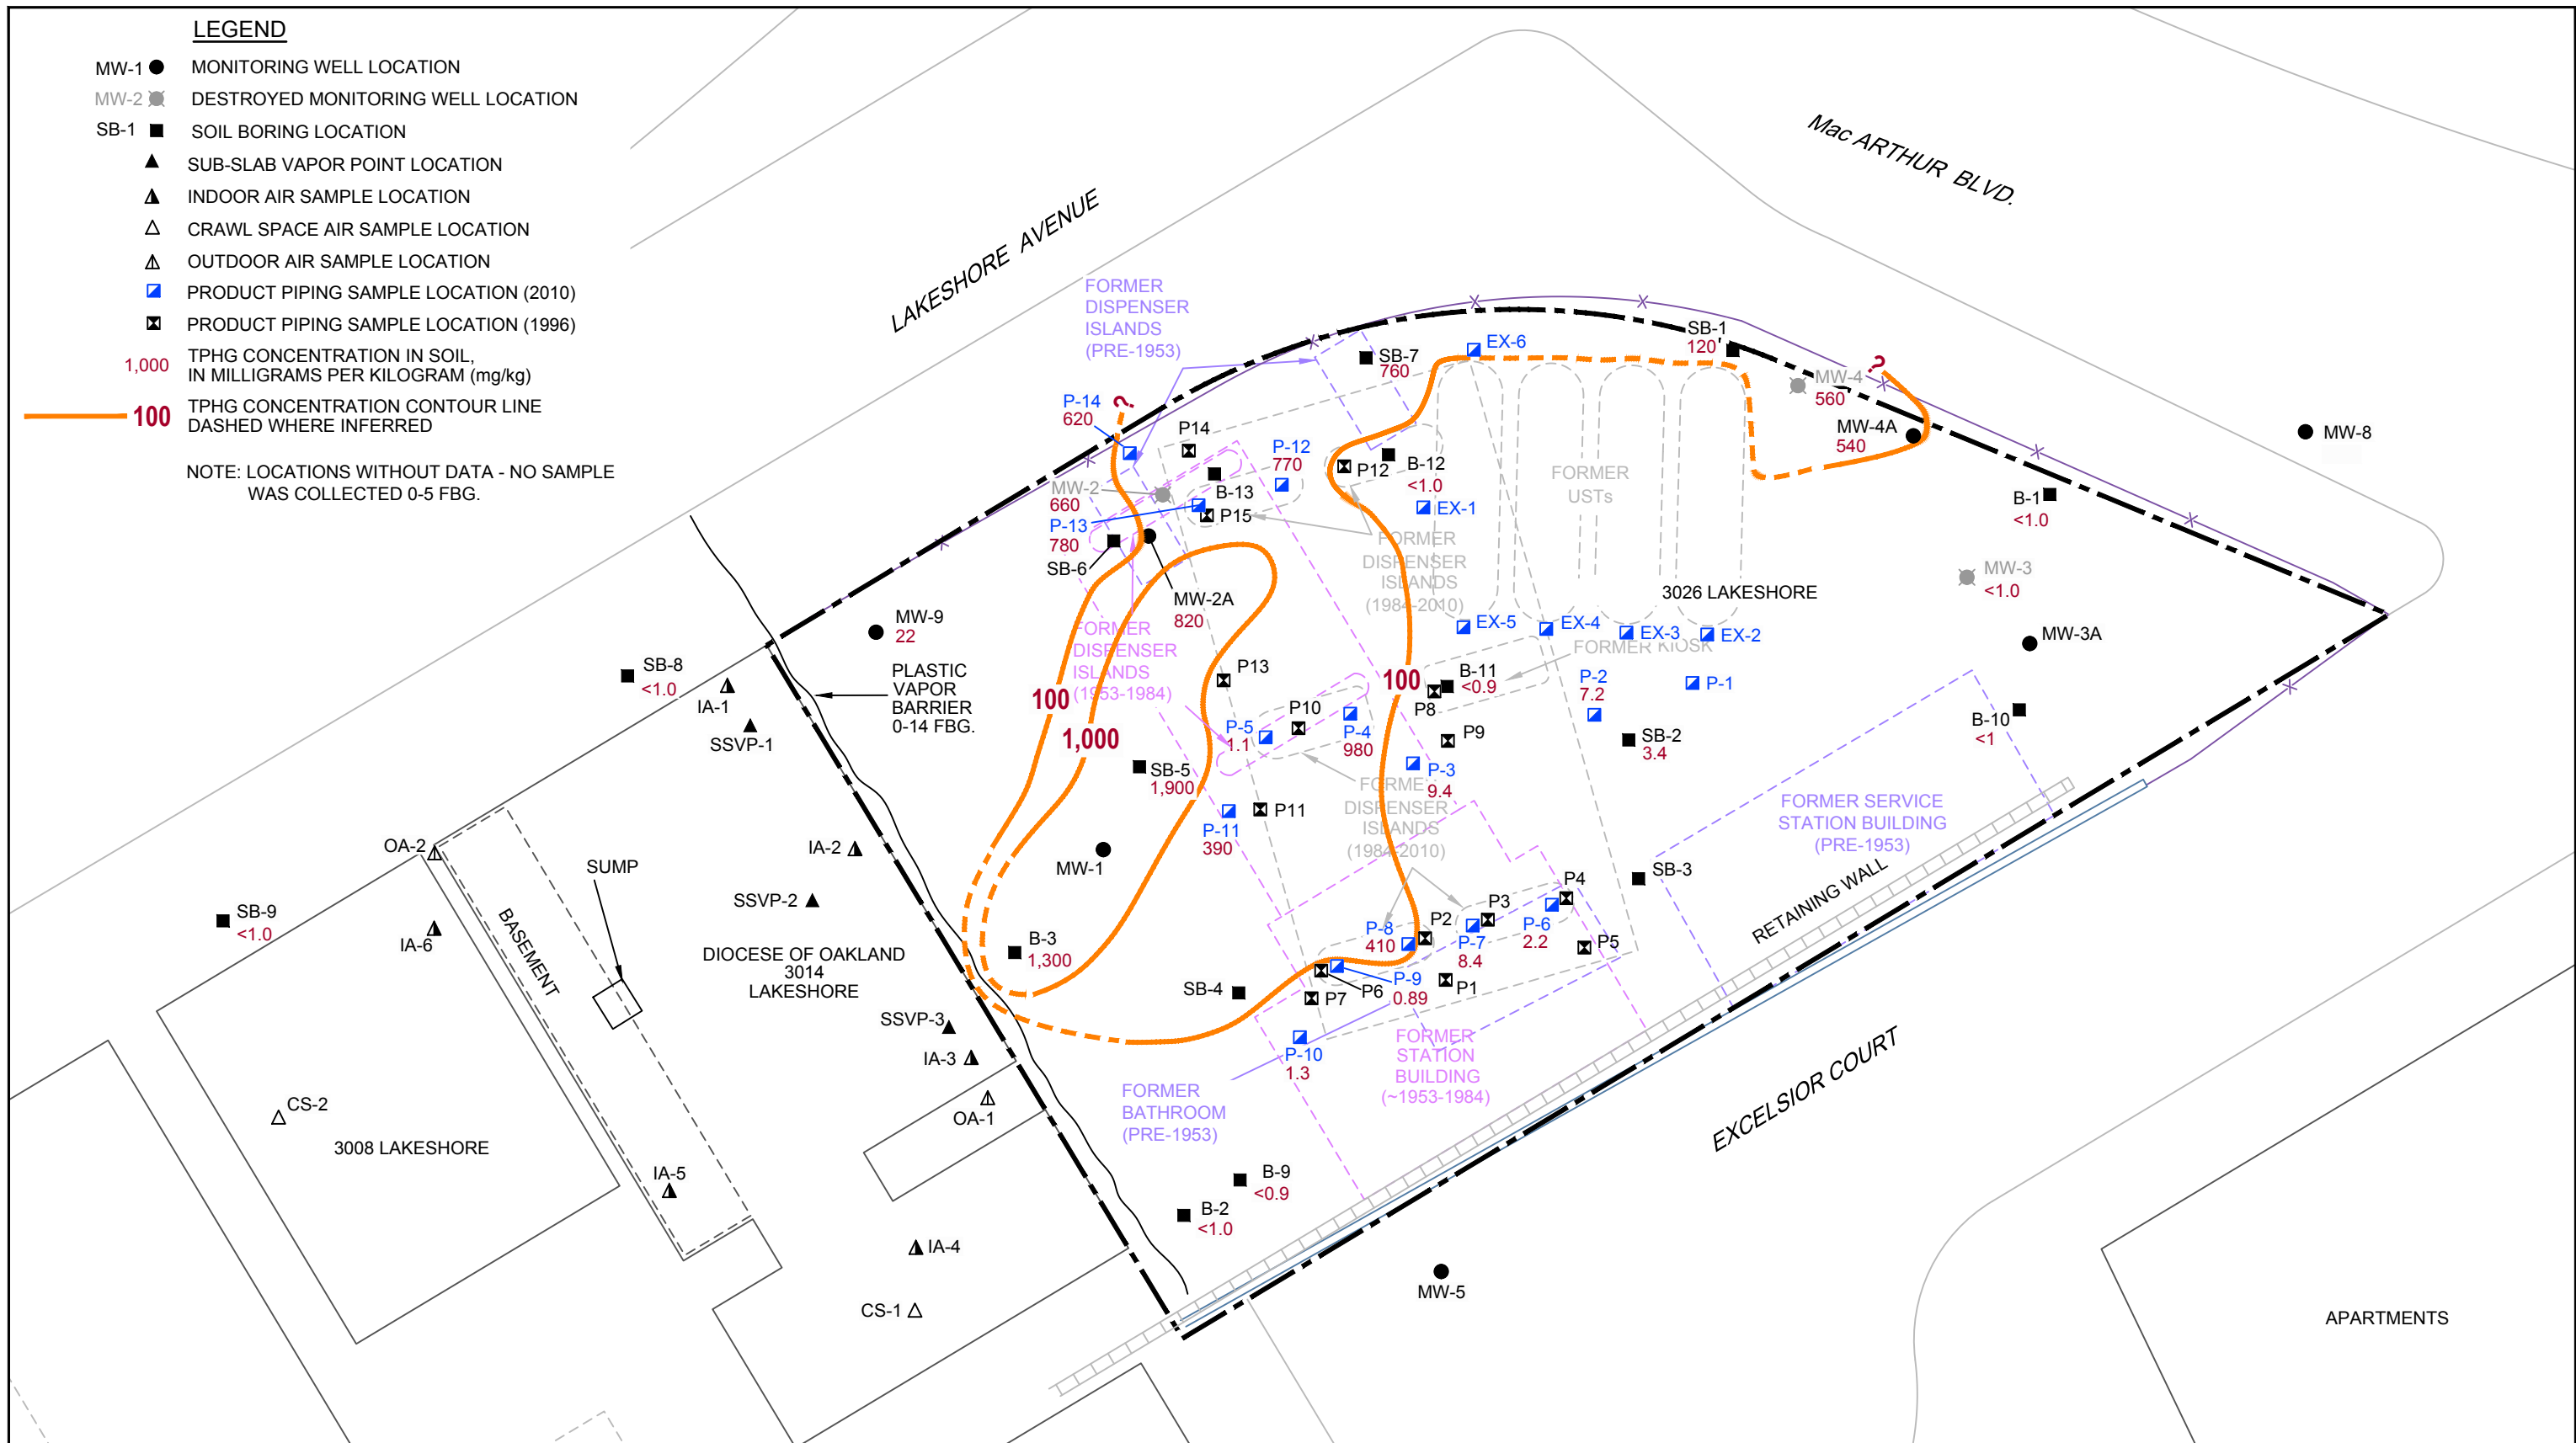 LEGEND
MW-1 MONITORING WELL LOCATION
MW-2 DESTROYED MONITORING WELL LOCATION
SB-1 SOIL BORING LOCATION
SUB-SLAB VAPOR POINT LOCATION
INDOOR AIR SAMPLE LOCATION
CRAWL SPACE AIR SAMPLE LOCATION
OUTDOOR AIR SAMPLE LOCATION
PRODUCT PIPING SAMPLE LOCATION (2010)
PRODUCT PIPING SAMPLE LOCATION (1996)
1,000 TPHG CONCENTRATION IN SOIL,
IN MILLIGRAMS PER KILOGRAM (mg/kg)
100 TPHG CONCENTRATION CONTOUR LINE
DASHED WHERE INFERRED
NOTE: LOCATIONS WITHOUT DATA - NO SAMPLE
WAS COLLECTED 0-5 FBG.
Mac ARTHUR BLVD.
LAKESHORE AVENUE
FORMER
DISPENSER
ISLANDS
(PRE-1953)
SB-7
760
EX-6
SB-1
120
?
MW-4
560
MW-4A
540
MW-8
?
P-14
620
P14
P-12
770
P12
B-12
<1.0
FORMER
USTs
MW-2
660
B-13
P15
P-13
780
SB-6
EX-1
B-1
<1.0
FORMER
DISPENSER
ISLANDS
(1984-2010)
MW-3
<1.0
3026 LAKESHORE
MW-2A
820
MW-9
22
EX-5
EX-4
EX-3
EX-2
MW-3A
FORMER KIOSK
FORMER
DISPENSER
ISLANDS
(1953-1984)
SB-8
<1.0
IA-1
SSVP-1
PLASTIC
VAPOR
BARRIER
0-14 FBG.
100
1,000
P13
100
B-11
<0.9
P8
P-2
7.2
P-1
B-10
<1
P-5
1.1
P10
P-4
980
P9
SB-2
3.4
SB-5
1,900
P-3
9.4
P-11
390
P11
FORMER
DISPENSER
ISLANDS
(1984-2010)
FORMER SERVICE
STATION BUILDING
(PRE-1953)
OA-2
SUMP
IA-2
MW-1
SSVP-2
SB-3
RETAINING WALL
SB-9
<1.0
IA-6
BASEMENT
DIOCESE OF OAKLAND
3014
LAKESHORE
B-3
1,300
P-8
410
P2
P3
P4
P-7
8.4
P-6
2.2
P5
SB-4
P7
P6
P-9
0.89
P1
SSVP-3
IA-3
P-10
1.3
FORMER
STATION
BUILDING
(~1953-1984)
EXCELSIOR COURT
OA-1
FORMER
BATHROOM
(PRE-1953)
CS-2
3008 LAKESHORE
IA-5
B-9
<0.9
B-2
<1.0
IA-4
CS-1
MW-5
APARTMENTS